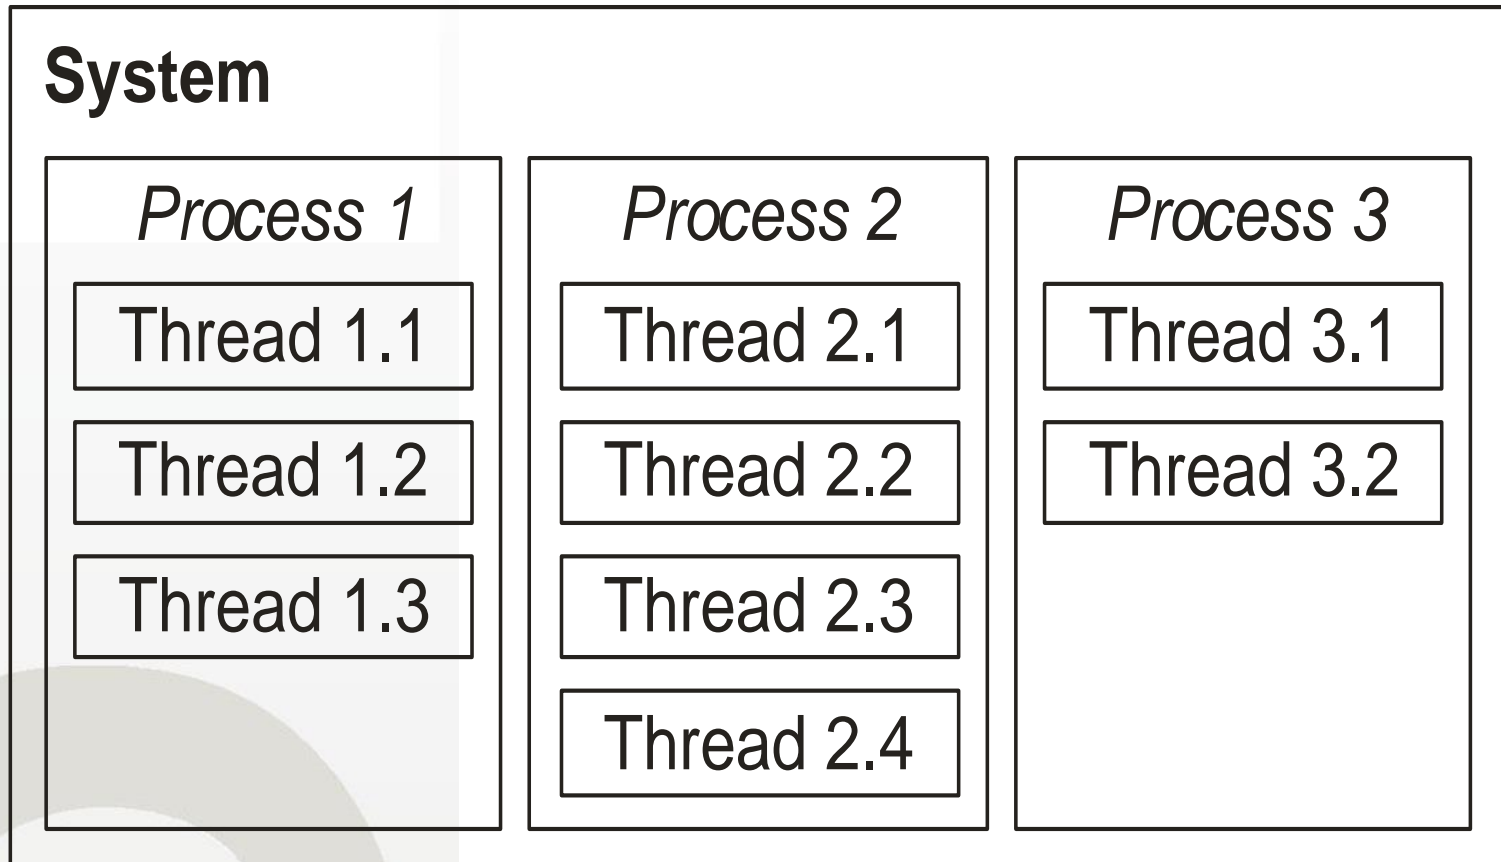 System
Process 1
Thread 1.1
Thread 1.2
Thread 1.3
Process 2
Thread 2.1
Thread 2.2
Thread 2.3
Thread 2.4
Process 3
Thread 3.1
Thread 3.2